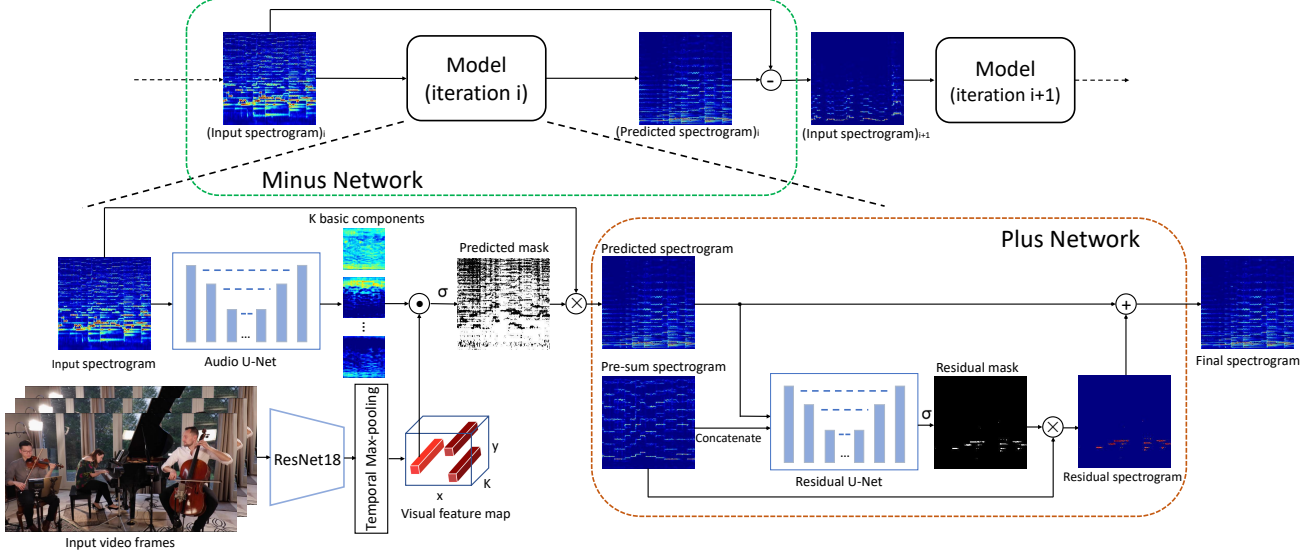 Model
(iteration i)
-
Model
(iteration i+1)
(Input spectrogram)i
(Predicted spectrogram)i
(Input spectrogram)i+1
Minus Network
K basic components
Plus Network
Predicted mask
Predicted spectrogram
σ
...
...
Input spectrogram
Audio U-Net
Final spectrogram
Pre-sum spectrogram
Residual mask
σ
Concatenate
...
Residual U-Net
Residual spectrogram
ResNet18
Temporal Max-pooling
y
K
x
Visual feature map
Input video frames